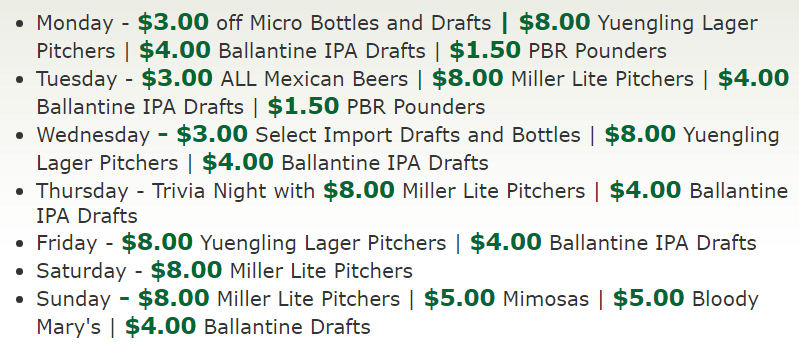 Monday - $3.00 off Micro Bottles and Drafts | $8.00 Yuengling Lager
Pitchers | $4.00 Ballantine IPA Drafts | $1.50 PBR Pounders
Tuesday - $3.00 ALL Mexican Beers | $8.00 Miller Lite Pitchers | $4.00
Ballantine IPA Drafts | $1.50 PBR Pounders
Wednesday - $3.00 Select Import Drafts and Bottles | $8.00 Yuengling
Lager Pitchers | $4.00 Ballantine IPA Drafts
Thursday - Trivia Night with $8.00 Miller Lite Pitchers | $4.00 Ballantine
IPA Drafts
Friday - $8.00 Yuengling Lager Pitchers | $4.00 Ballantine IPA Drafts
Saturday - $8.00 Miller Lite Pitchers
Sunday - $8.00 Miller Lite Pitchers | $5.00 Mimosas | $5.00 Bloody
Mary's | $4.00 Ballantine Drafts